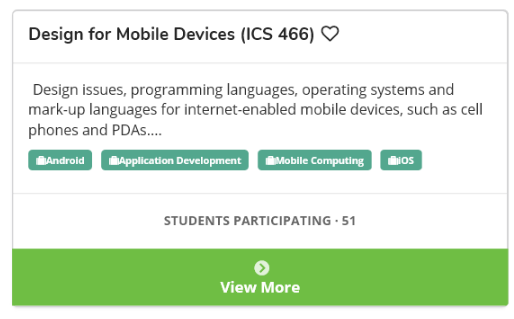 Design for Mobile Devices (ICS 466)
Design issues, programming languages, operating systems and
mark-up languages for internet-enabled mobile devices, such as cell
phones and PDAs....
Android Application Development Mobile Computing iOS
STUDENTS PARTICIPATING · 51
View More